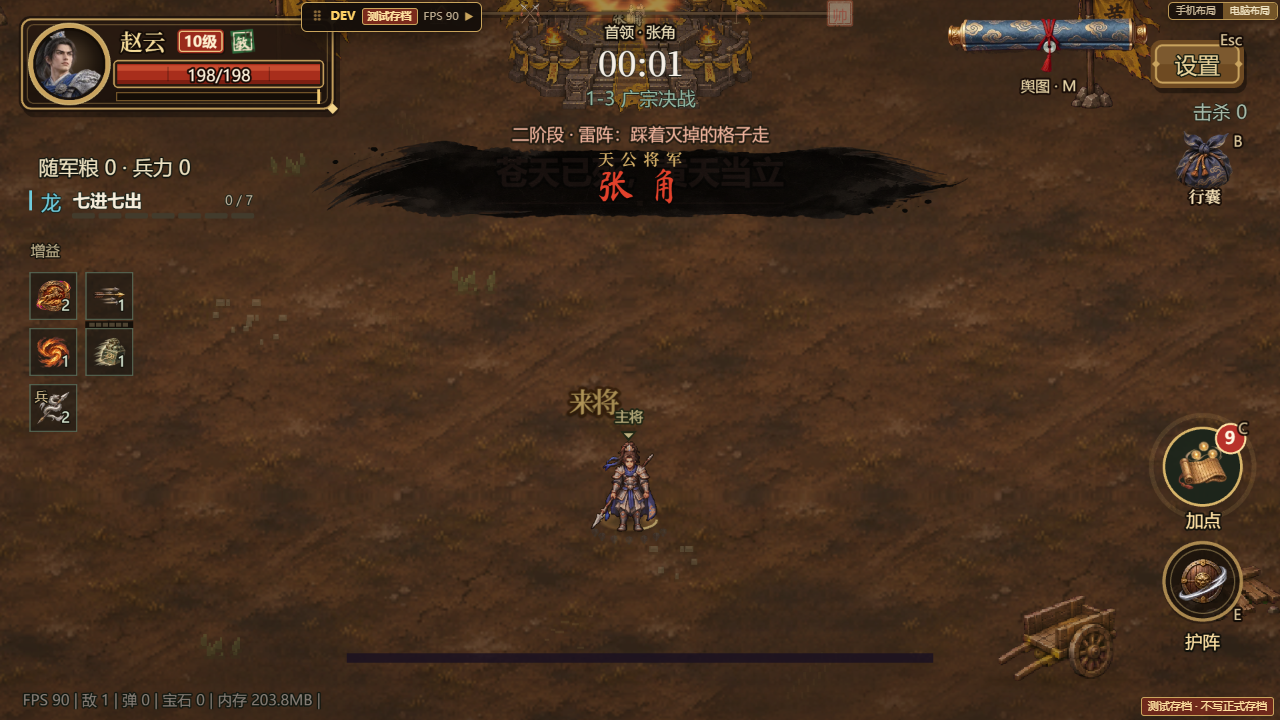 DEV 测试存档 FPS 90 ▶
手机布局 电脑布局
赵云 10级 敏
198/198
首领 · 张角
00:01
1-3 广宗决战
Esc
设置
舆图 · M
击杀 0
二阶段 · 雷阵：踩着灭掉的格子走
天公将军
张角
随军粮 0 · 兵力 0
龙 七进七出 0 / 7
B
行囊
增益
2
1
1
1
兵
2
来将
主将
9
C
加点
E
护阵
FPS 90 | 敌 1 | 弹 0 | 宝石 0 | 内存 203.8MB |
测试存档 · 不写正式存档